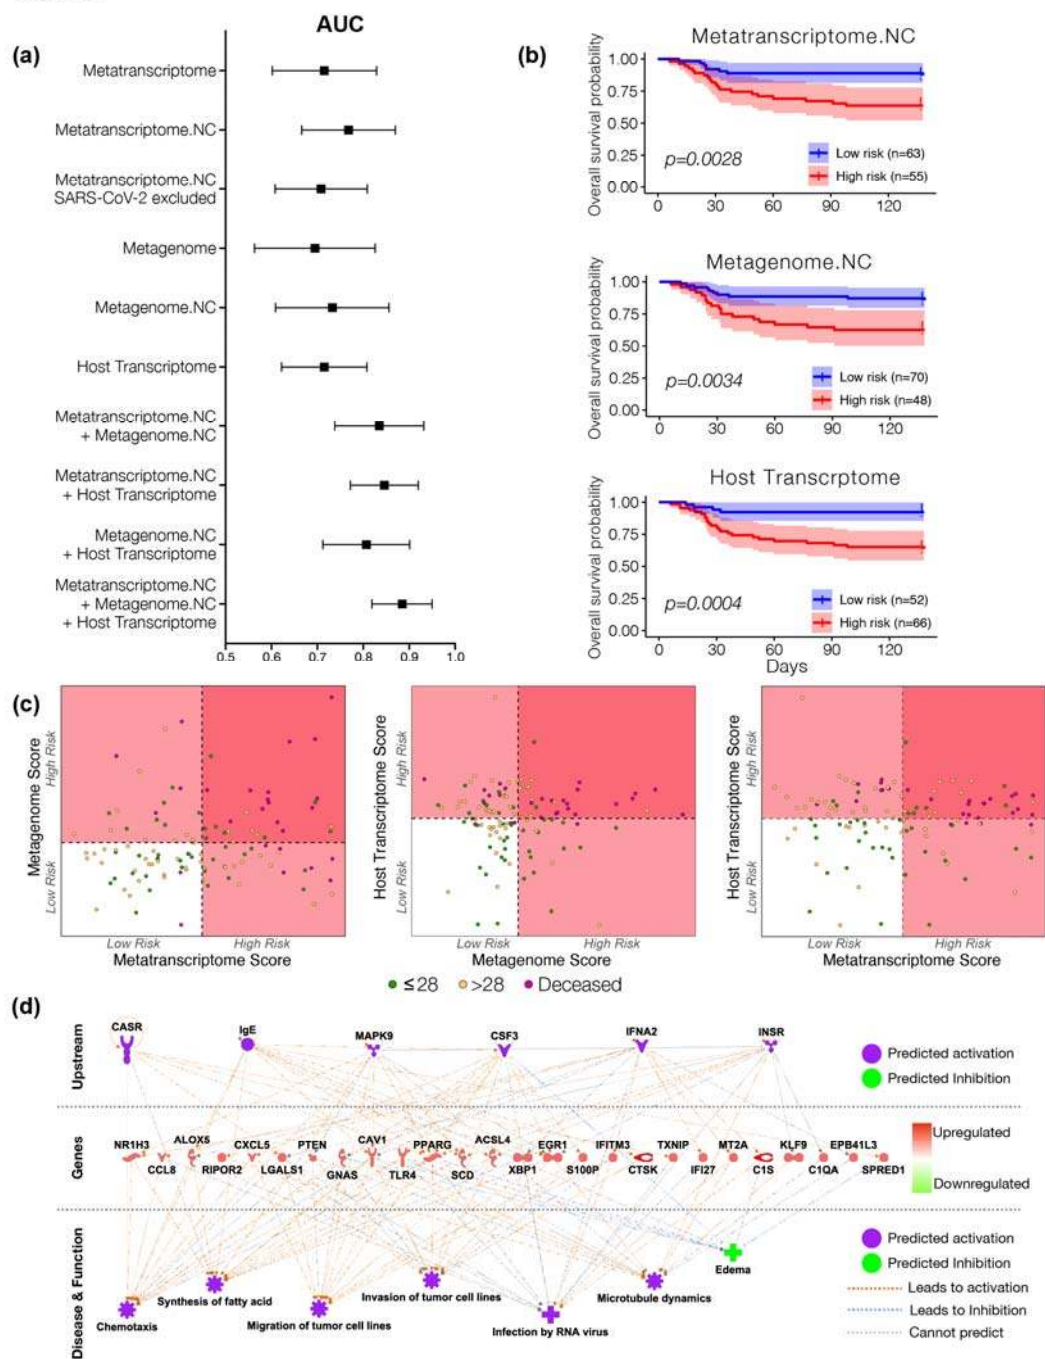 (a)
AUC
Metatranscriptome
Metatranscriptome.NC
Metatranscriptome.NC
SARS-CoV-2 excluded
Metagenome
Metagenome.NC
Host Transcriptome
Metatranscriptome.NC
+ Metagenome.NC
Metatranscriptome.NC
+ Host Transcriptome
Metagenome.NC
+ Host Transcriptome
Metatranscriptome.NC
+ Metagenome.NC
+ Host Transcriptome
0.5 0.6 0.7 0.8 0.9 1.0
(b)
Metatranscriptome.NC
Overall survival probability
1.00
0.75
0.50
0.25
0.00
p=0.0028
Low risk (n=63)
High risk (n=55)
0 30 60 90 120
Metagenome.NC
Overall survival probability
1.00
0.75
0.50
0.25
0.00
p=0.0034
Low risk (n=70)
High risk (n=48)
0 30 60 90 120
Host Transcrptome
Overall survival probability
1.00
0.75
0.50
0.25
0.00
p=0.0004
Low risk (n=52)
High risk (n=66)
0 30 60 90 120
Days
(c)
Metagenome Score
High Risk
Low Risk
Low Risk High Risk
Metatranscriptome Score
Host Transcriptome Score
High Risk
Low Risk
Low Risk High Risk
Metagenome Score
Host Transcriptome Score
High Risk
Low Risk
Low Risk High Risk
Metatranscriptome Score
≤28 >28 Deceased
(d)
Upstream
CASR IgE MAPK9 CSF3 IFNA2 INSR
Predicted activation
Predicted Inhibition
Genes
NR1H3 ALOX5 CXCL5 PTEN CAV1 PPARG ACSL4 EGR1 IFITM3 TXNIP MT2A KLF9 EPB41L3
CCL8 RIPOR2 LGALS1 GNAS TLR4 SCD XBP1 S100P CTSK IFI27 C1S C1QA SPRED1
Upregulated
Downregulated
Disease & Function
Chemotaxis
Synthesis of fatty acid
Migration of tumor cell lines
Invasion of tumor cell lines
Infection by RNA virus
Microtubule dynamics
Edema
Predicted activation
Predicted Inhibition
Leads to activation
Leads to Inhibition
Cannot predict